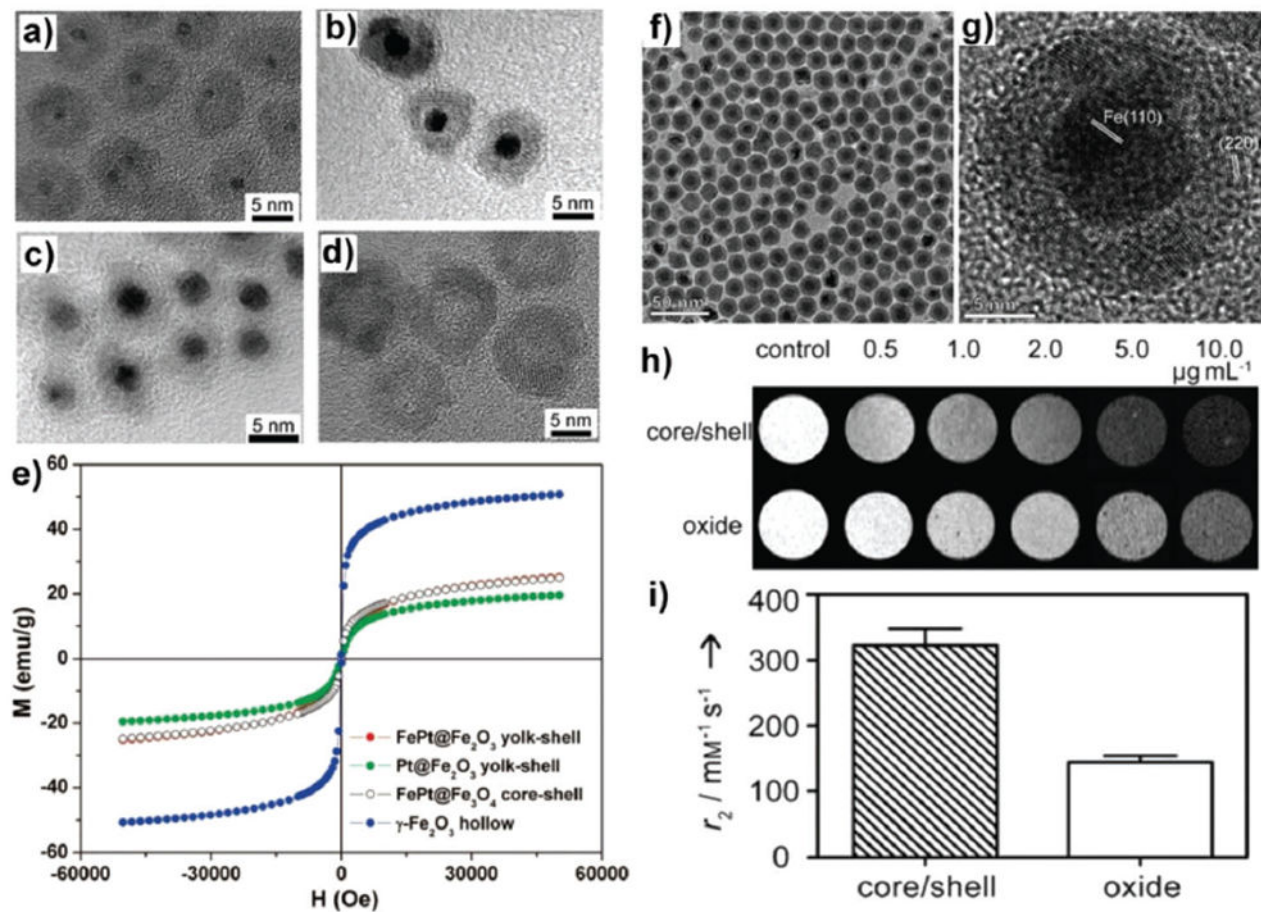 a)
5 nm
b)
5 nm
c)
5 nm
d)
5 nm
e)
60
40
20
0
-20
-40
-60
M (emu/g)
FePt@Fe₂O₃ yolk-shell
Pt@Fe₂O₃ yolk-shell
FePt@Fe₃O₄ core-shell
γ-Fe₂O₃ hollow
-60000 -30000 0 30000 60000
H (Oe)
f)
50 nm
g)
Fe(110)
(220)
5 nm
h)
control 0.5 1.0 2.0 5.0 10.0
µg mL⁻¹
core/shell
oxide
i)
400
300
200
100
0
r₂ / mM⁻¹ s⁻¹ →
core/shell oxide